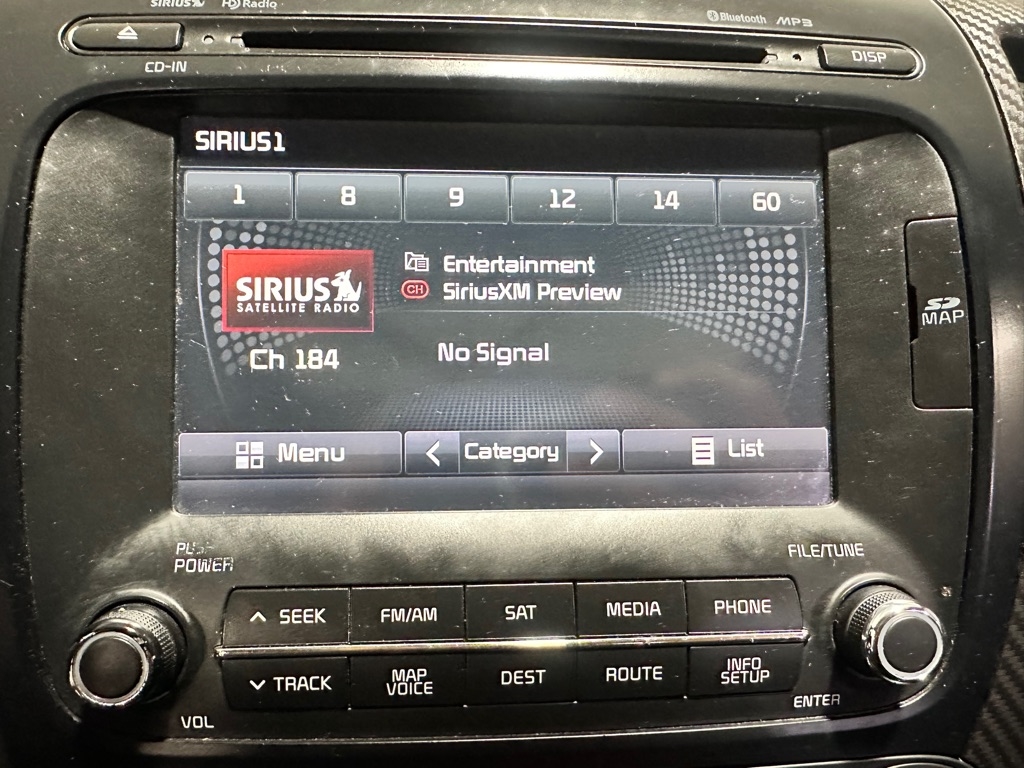 SIRIUS HD Radio
Bluetooth MP3
CD-IN
DISP
SIRIUS1
1 8 9 12 14 60
SIRIUS
SATELLITE RADIO
Entertainment
CH SiriusXM Preview
Ch 184
No Signal
SD
MAP
Menu < Category > List
PUSH
POWER
FILE/TUNE
SEEK FM/AM SAT MEDIA PHONE
TRACK MAP VOICE DEST ROUTE INFO SETUP
VOL
ENTER